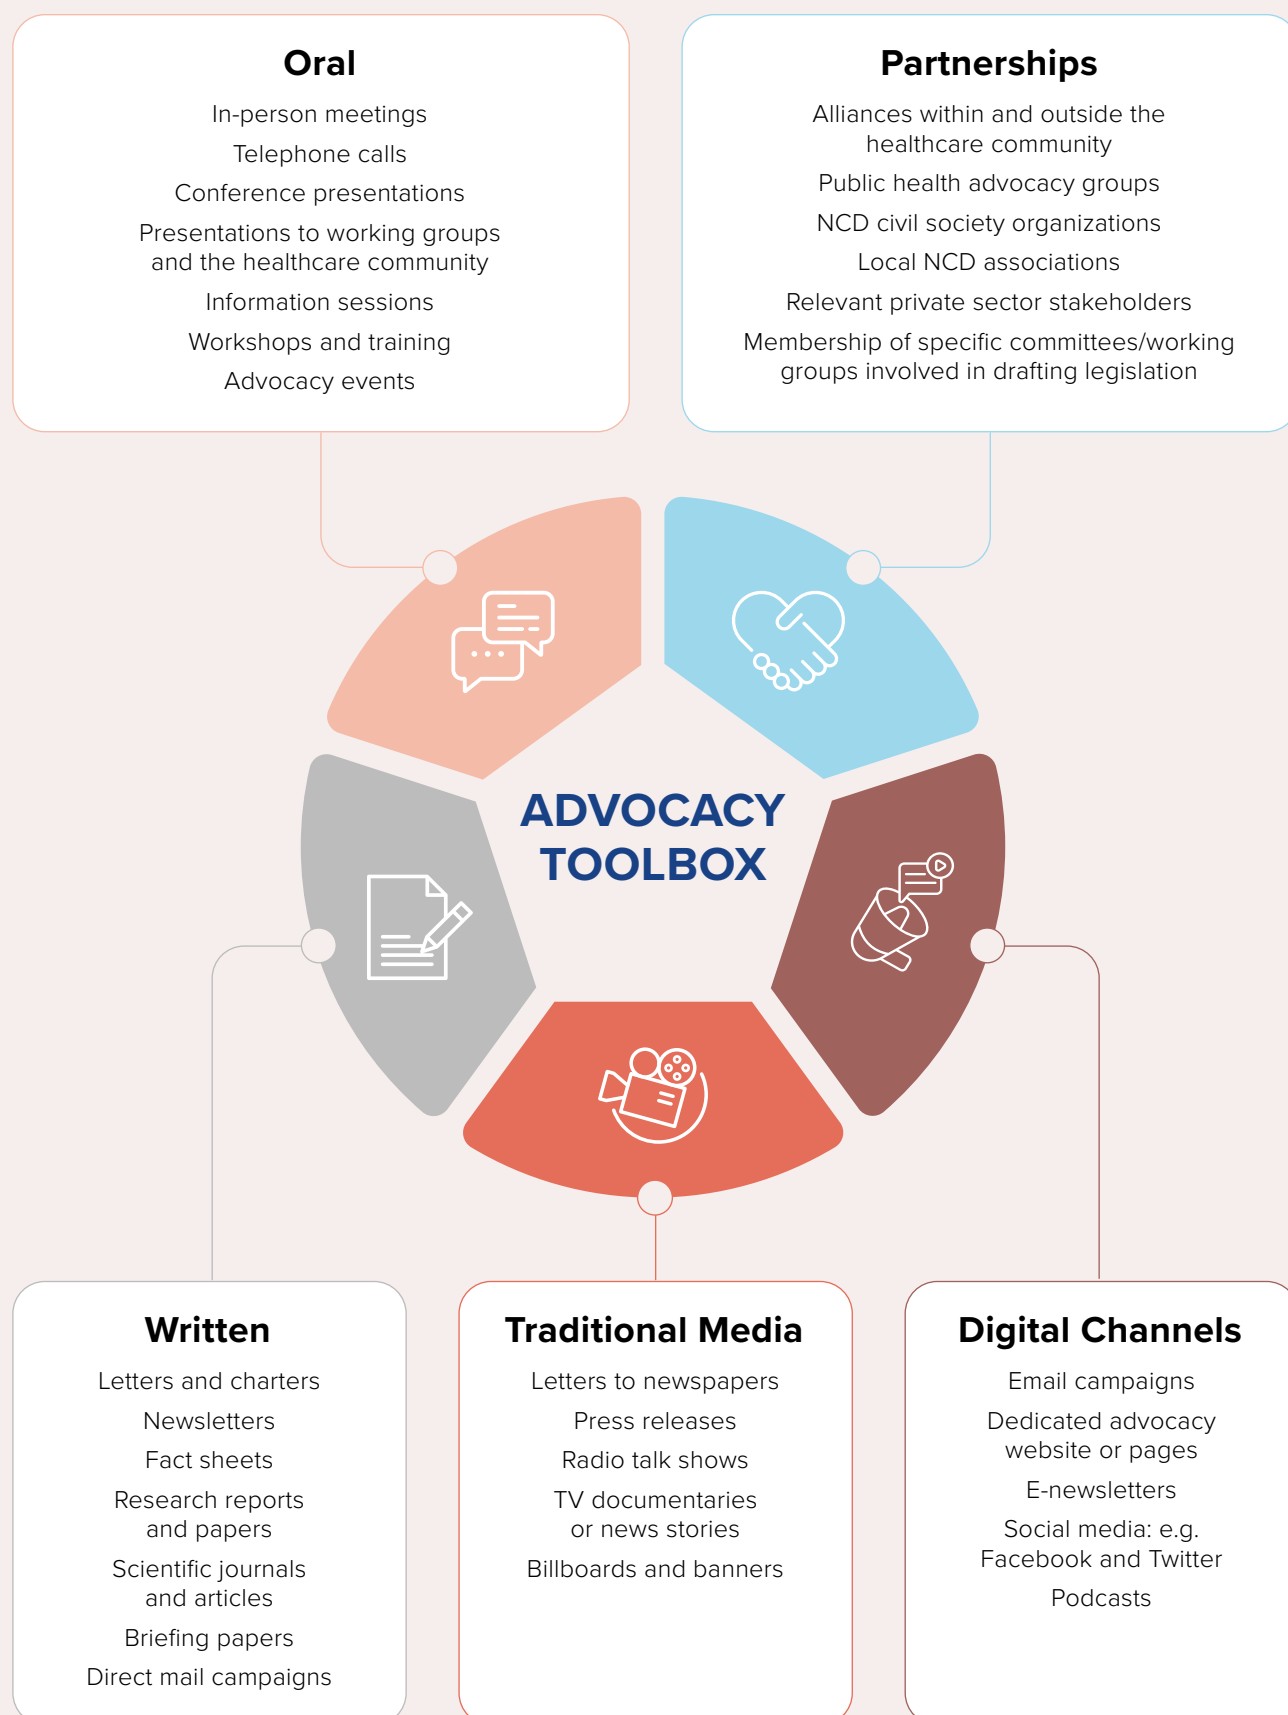 Oral
In-person meetings
Telephone calls
Conference presentations
Presentations to working groups
and the healthcare community
Information sessions
Workshops and training
Advocacy events
Partnerships
Alliances within and outside the
healthcare community
Public health advocacy groups
NCD civil society organizations
Local NCD associations
Relevant private sector stakeholders
Membership of specific committees/working
groups involved in drafting legislation
ADVOCACY
TOOLBOX
Written
Letters and charters
Newsletters
Fact sheets
Research reports
and papers
Scientific journals
and articles
Briefing papers
Direct mail campaigns
Traditional Media
Letters to newspapers
Press releases
Radio talk shows
TV documentaries
or news stories
Billboards and banners
Digital Channels
Email campaigns
Dedicated advocacy
website or pages
E-newsletters
Social media: e.g.
Facebook and Twitter
Podcasts